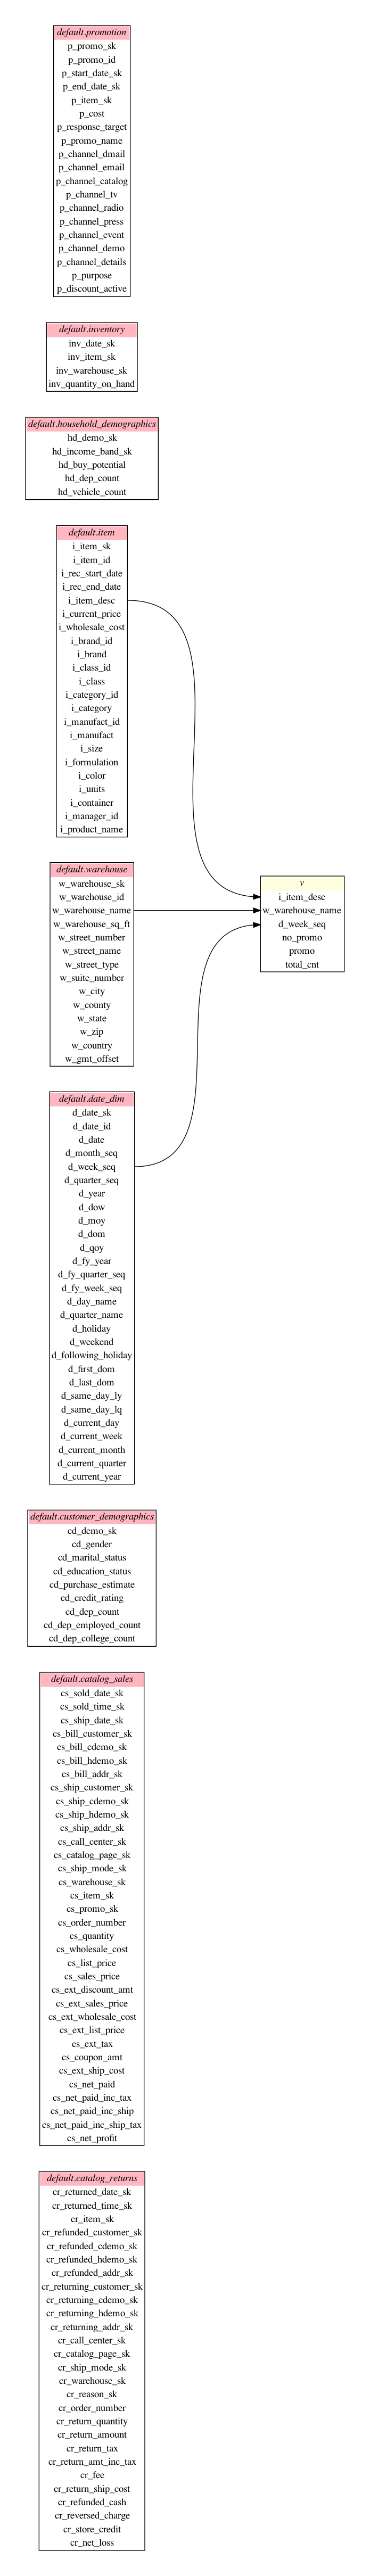 default.promotion
p_promo_sk
p_promo_id
p_start_date_sk
p_end_date_sk
p_item_sk
p_cost
p_response_target
p_promo_name
p_channel_dmail
p_channel_email
p_channel_catalog
p_channel_tv
p_channel_radio
p_channel_press
p_channel_event
p_channel_demo
p_channel_details
p_purpose
p_discount_active
default.inventory
inv_date_sk
inv_item_sk
inv_warehouse_sk
inv_quantity_on_hand
default.household_demographics
hd_demo_sk
hd_income_band_sk
hd_buy_potential
hd_dep_count
hd_vehicle_count
default.item
i_item_sk
i_item_id
i_rec_start_date
i_rec_end_date
i_item_desc
i_current_price
i_wholesale_cost
i_brand_id
i_brand
i_class_id
i_class
i_category_id
i_category
i_manufact_id
i_manufact
i_size
i_formulation
i_color
i_units
i_container
i_manager_id
i_product_name
default.warehouse
w_warehouse_sk
w_warehouse_id
w_warehouse_name
w_warehouse_sq_ft
w_street_number
w_street_name
w_street_type
w_suite_number
w_city
w_county
w_state
w_zip
w_country
w_gmt_offset
v
i_item_desc
w_warehouse_name
d_week_seq
no_promo
promo
total_cnt
default.date_dim
d_date_sk
d_date_id
d_date
d_month_seq
d_week_seq
d_quarter_seq
d_year
d_dow
d_moy
d_dom
d_qoy
d_fy_year
d_fy_quarter_seq
d_fy_week_seq
d_day_name
d_quarter_name
d_holiday
d_weekend
d_following_holiday
d_first_dom
d_last_dom
d_same_day_ly
d_same_day_lq
d_current_day
d_current_week
d_current_month
d_current_quarter
d_current_year
default.customer_demographics
cd_demo_sk
cd_gender
cd_marital_status
cd_education_status
cd_purchase_estimate
cd_credit_rating
cd_dep_count
cd_dep_employed_count
cd_dep_college_count
default.catalog_sales
cs_sold_date_sk
cs_sold_time_sk
cs_ship_date_sk
cs_bill_customer_sk
cs_bill_cdemo_sk
cs_bill_hdemo_sk
cs_bill_addr_sk
cs_ship_customer_sk
cs_ship_cdemo_sk
cs_ship_hdemo_sk
cs_ship_addr_sk
cs_call_center_sk
cs_catalog_page_sk
cs_ship_mode_sk
cs_warehouse_sk
cs_item_sk
cs_promo_sk
cs_order_number
cs_quantity
cs_wholesale_cost
cs_list_price
cs_sales_price
cs_ext_discount_amt
cs_ext_sales_price
cs_ext_wholesale_cost
cs_ext_list_price
cs_ext_tax
cs_coupon_amt
cs_ext_ship_cost
cs_net_paid
cs_net_paid_inc_tax
cs_net_paid_inc_ship
cs_net_paid_inc_ship_tax
cs_net_profit
default.catalog_returns
cr_returned_date_sk
cr_returned_time_sk
cr_item_sk
cr_refunded_customer_sk
cr_refunded_cdemo_sk
cr_refunded_hdemo_sk
cr_refunded_addr_sk
cr_returning_customer_sk
cr_returning_cdemo_sk
cr_returning_hdemo_sk
cr_returning_addr_sk
cr_call_center_sk
cr_catalog_page_sk
cr_ship_mode_sk
cr_warehouse_sk
cr_reason_sk
cr_order_number
cr_return_quantity
cr_return_amount
cr_return_tax
cr_return_amt_inc_tax
cr_fee
cr_return_ship_cost
cr_refunded_cash
cr_reversed_charge
cr_store_credit
cr_net_loss